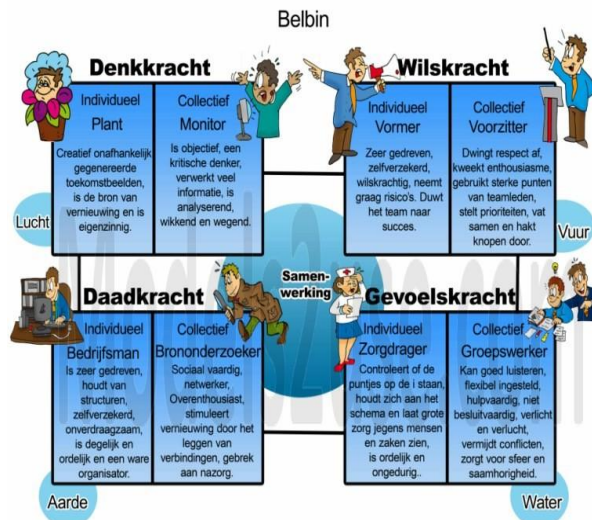 Belbin
Denkkracht
Individueel
Plant
Creatief onafhankelijk
gegenereerde
toekomstbeelden,
is de bron van
vernieuwing en is
eigenzinnig.
Collectief
Monitor
Is objectief, een
kritische denker,
verwerkt veel
informatie, is
analyserend,
wikkend en wegend.
Lucht
Wilskracht
Individueel
Vormer
Zeer gedreven,
zelfverzekerd,
wilskrachtig, neemt
graag risico's. Duwt
het team naar
succes.
Collectief
Voorzitter
Dwingt respect af,
kweekt enthousiasme,
gebruikt sterke punten
van teamleden,
stelt prioriteiten, vat
samen en hakt
knopen door.
Vuur
Samen-
werking
Daadkracht
Individueel
Bedrijfsman
Is zeer gedreven,
houdt van
structuren,
zelfverzekerd,
onverdraagzaam,
is degelijk en
ordelijk en een ware
organisator.
Collectief
Brononderzoeker
Sociaal vaardig,
netwerker,
Overenthousiast,
stimuleert
vernieuwing door het
leggen van
verbindingen, gebrek
aan nazorg.
Aarde
Gevoelskracht
Individueel
Zorgdrager
Controleert of de
puntjes op de i staan,
houdt zich aan het
schema en laat grote
zorg jegens mensen
en zaken zien,
is ordelijk en
ongedurig..
Collectief
Groepswerker
Kan goed luisteren,
flexibel ingesteld,
hulpvaardig, niet
besluitvaardig, verlicht
en verlucht,
vermijdt conflicten,
zorgt voor sfeer en
saamhorigheid.
Water